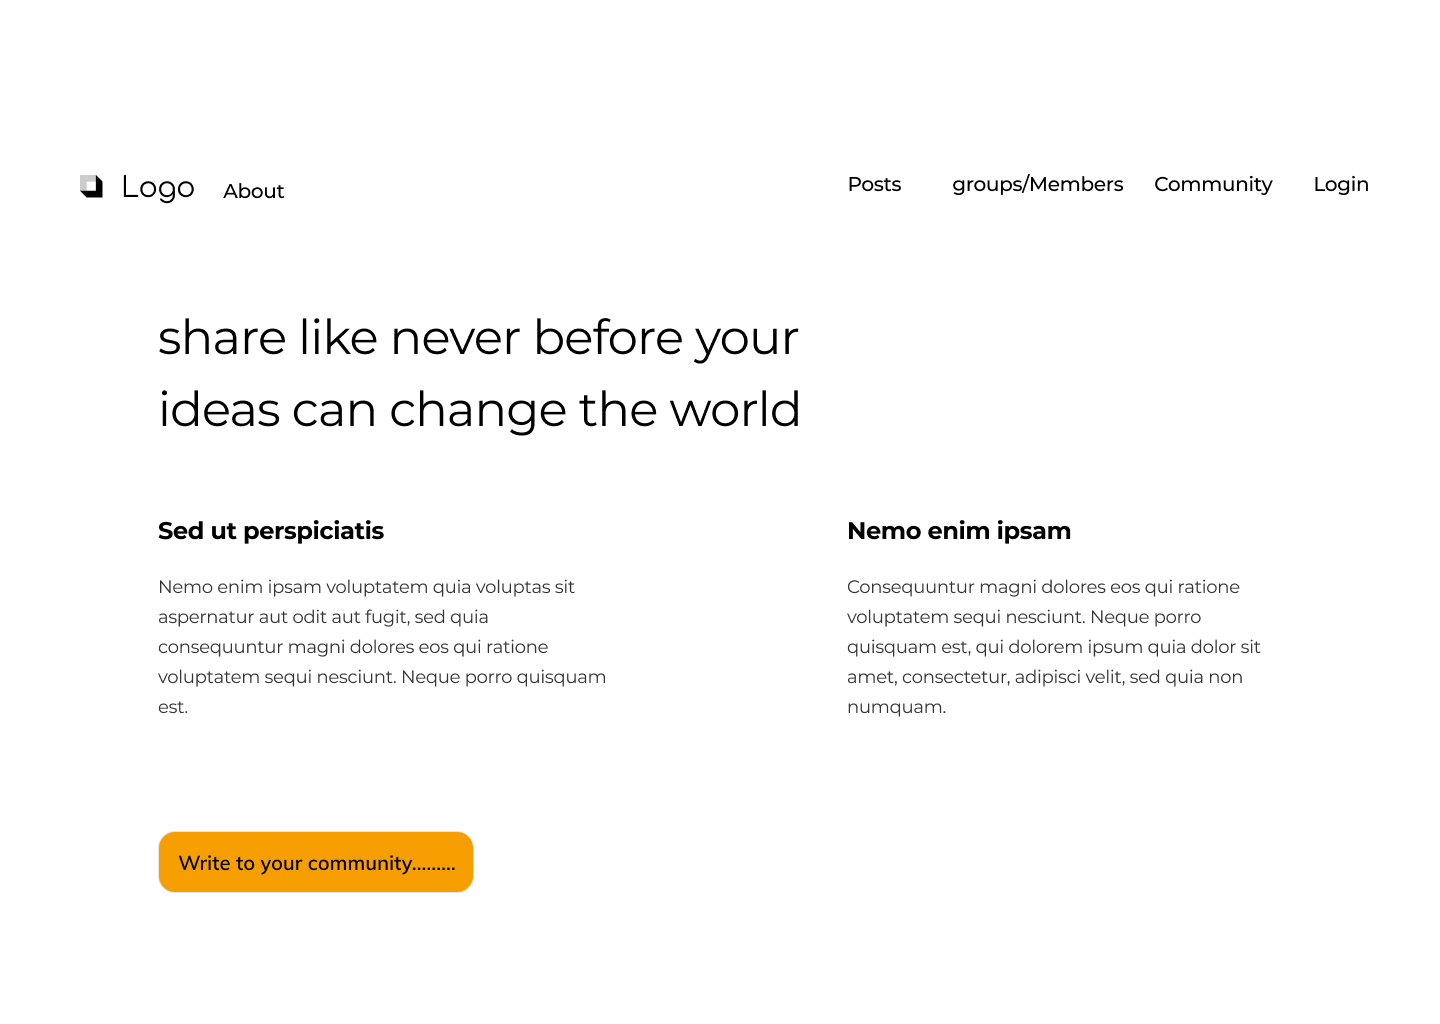 Logo
About
Posts
groups/Members
Community
Login
share like never before your
ideas can change the world
Sed ut perspiciatis
Nemo enim ipsam voluptatem quia voluptas sit
aspernatur aut odit aut fugit, sed quia
consequuntur magni dolores eos qui ratione
voluptatem sequi nesciunt. Neque porro quisquam
est.
Nemo enim ipsam
Consequuntur magni dolores eos qui ratione
voluptatem sequi nesciunt. Neque porro
quisquam est, qui dolorem ipsum quia dolor sit
amet, consectetur, adipisci velit, sed quia non
numquam.
Write to your community.........